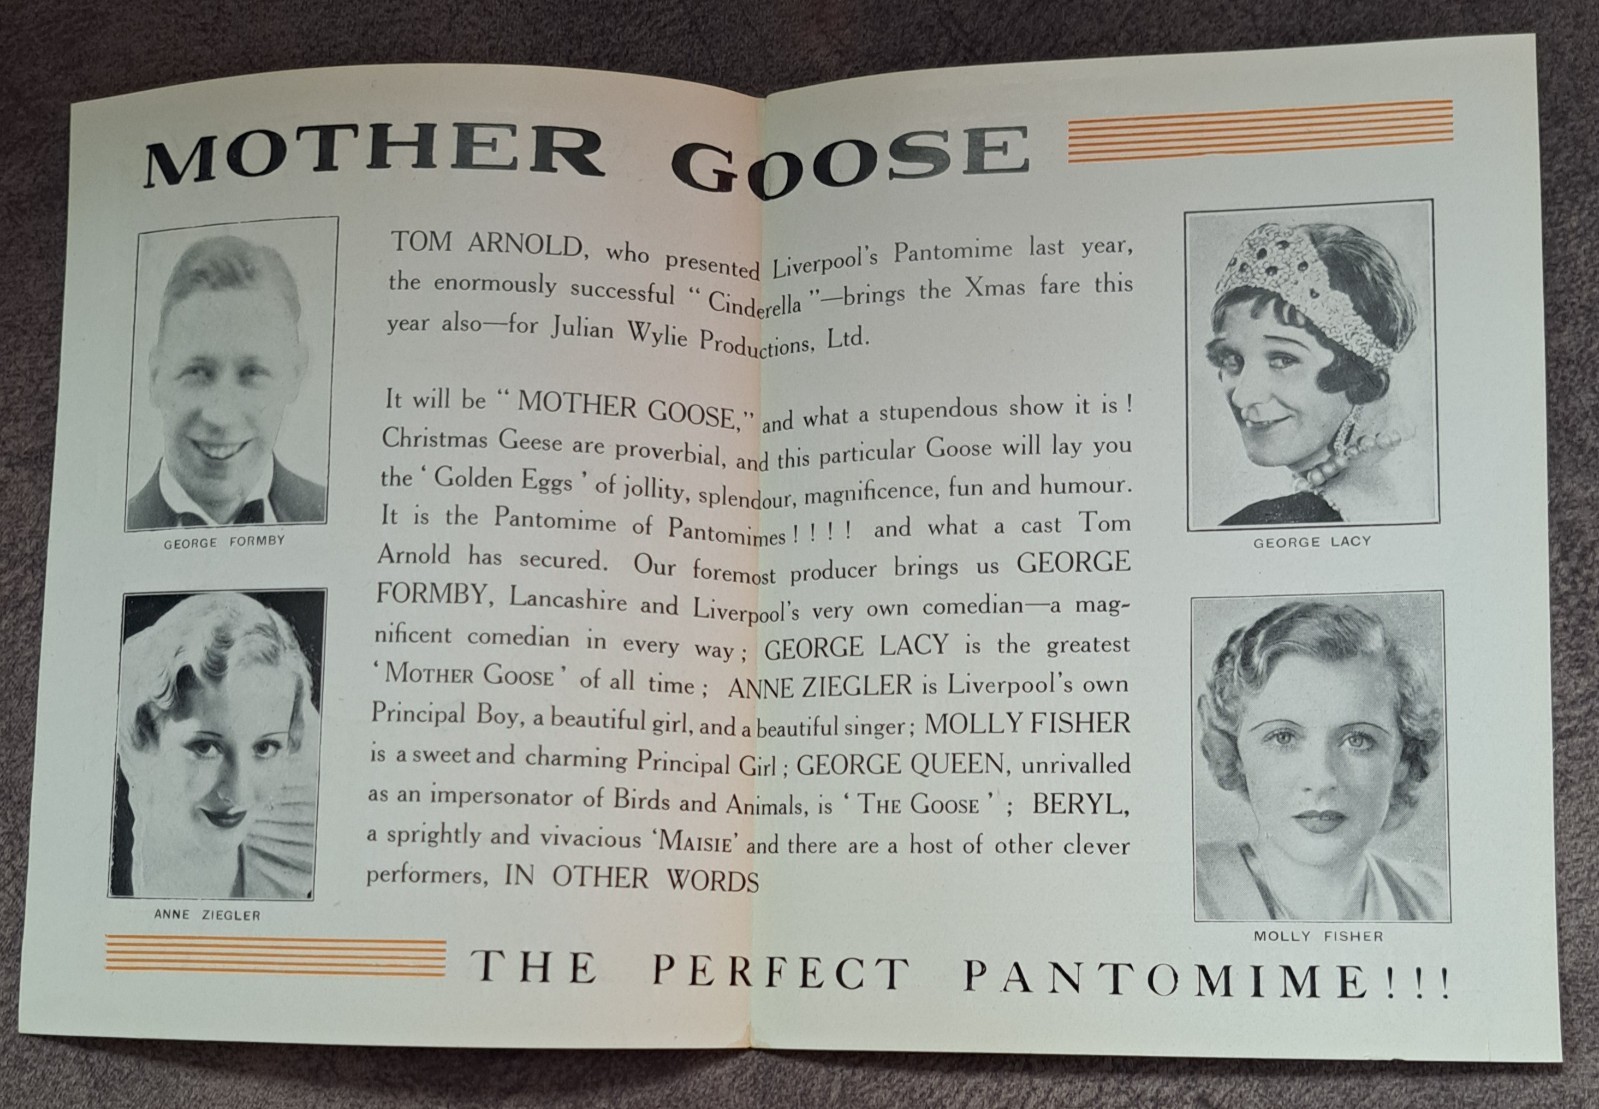 MOTHER GOOSE
TOM ARNOLD, who presented Liverpool's Pantomime last year,
the enormously successful “ Cinderella ”—brings the Xmas fare this
year also—for Julian Wylie Productions, Ltd.
It will be “ MOTHER GOOSE,” and what a stupendous show it is !
Christmas Geese are proverbial, and this particular Goose will lay you
the ‘ Golden Eggs ’ of jollity, splendour, magnificence, fun and humour.
It is the Pantomime of Pantomimes ! ! ! ! and what a cast Tom
Arnold has secured. Our foremost producer brings us GEORGE
FORMBY, Lancashire and Liverpool's very own comedian—a mag-
nificent comedian in every way ; GEORGE LACY is the greatest
‘ MOTHER GOOSE ’ of all time ; ANNE ZIEGLER is Liverpool's own
Principal Boy, a beautiful girl, and a beautiful singer ; MOLLY FISHER
is a sweet and charming Principal Girl ; GEORGE QUEEN, unrivalled
as an impersonator of Birds and Animals, is ‘ THE GOOSE ’ ; BERYL,
a sprightly and vivacious ‘MAISIE’ and there are a host of other clever
performers, IN OTHER WORDS
GEORGE FORMBY
ANNE ZIEGLER
GEORGE LACY
MOLLY FISHER
THE PERFECT PANTOMIME!!!